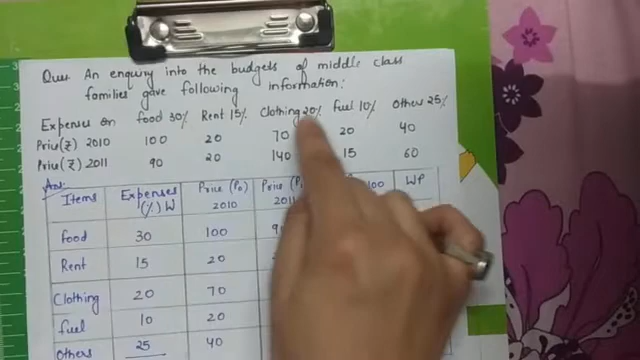 Ques: An enquiry into the budgets of middle class
families gave following information:
Expenses on food 30% Rent 15% Clothing 20% Fuel 10% Others 25%
Price(₹) 2010 100 20 70 20 40
Price(₹) 2011 90 20 140 15 60
Ans:
Items Expenses (%) W Price (P₀) 2010 Price 2011 100 WP
food 30 100
Rent 15 20
Clothing 20 70
fuel 10 20
Others 25 40